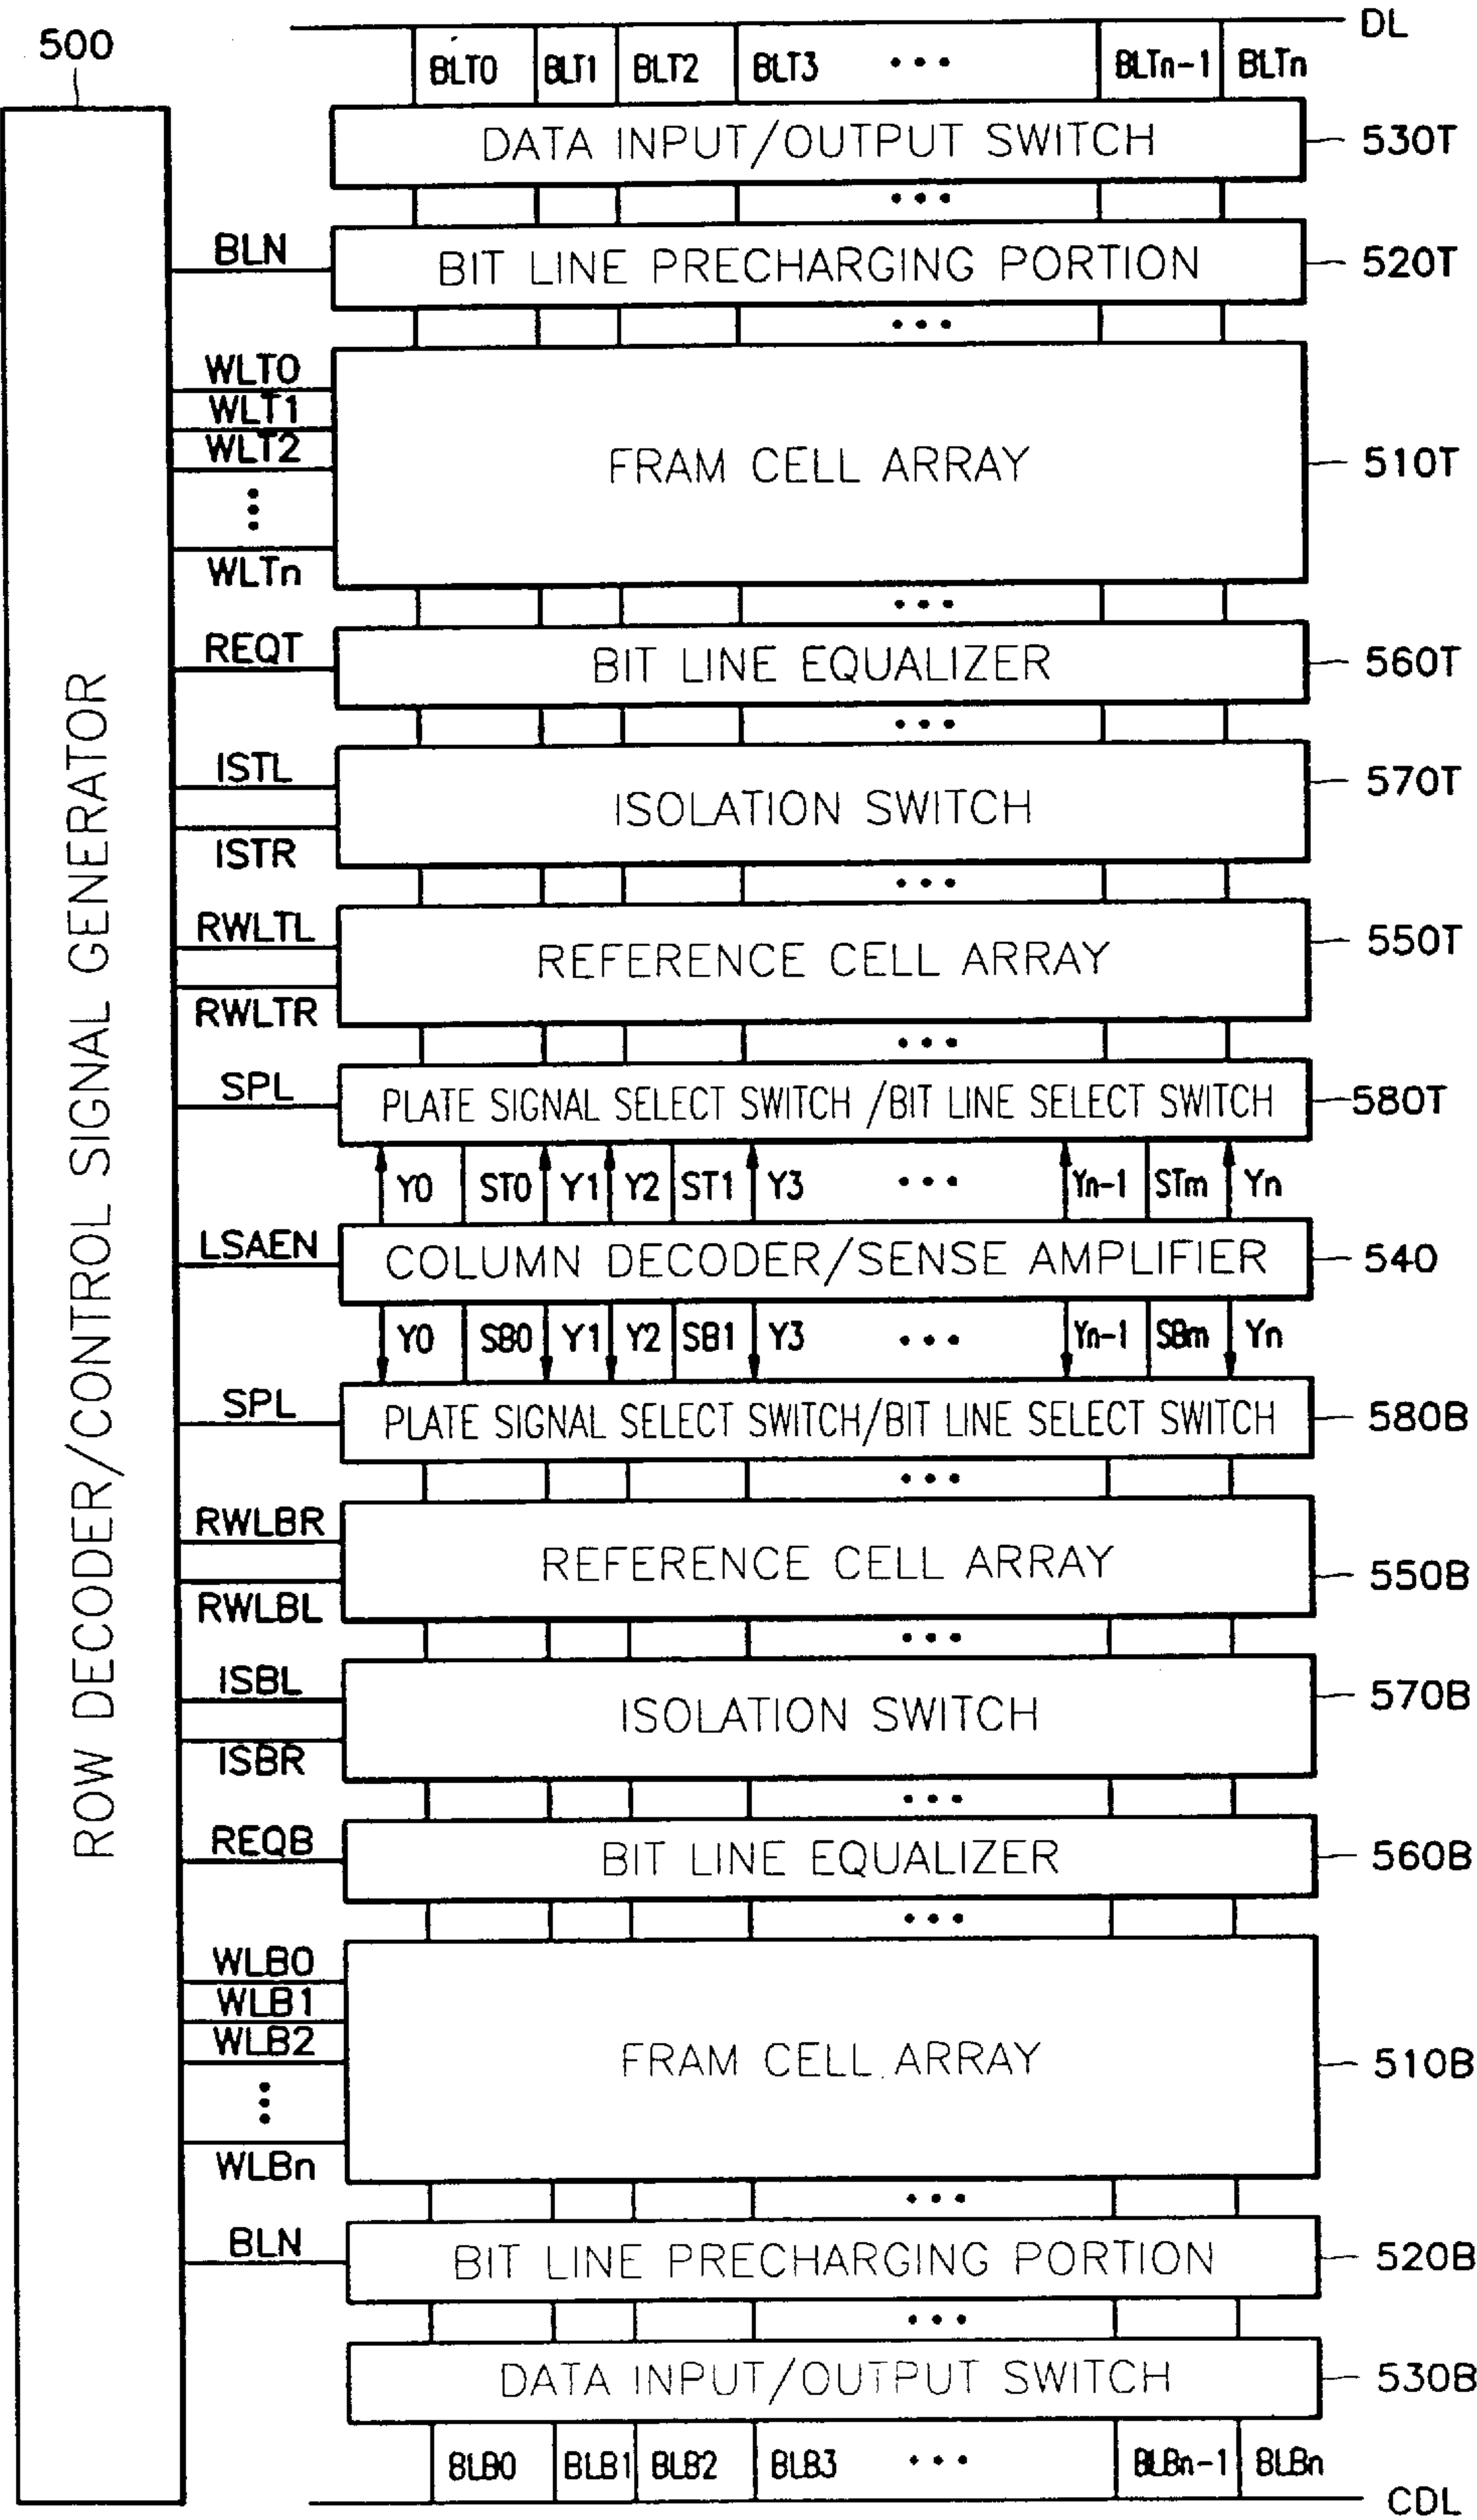 DL
500
BLT0 BLT1 BLT2 BLT3 ••• BLTn-1 BLTn
DATA INPUT/OUTPUT SWITCH 530T
•••
BLN BIT LINE PRECHARGING PORTION 520T
•••
WLT0
WLT1
WLT2
FRAM CELL ARRAY 510T
WLTn
•••
REQT BIT LINE EQUALIZER 560T
•••
ISTL
ISOLATION SWITCH 570T
ISTR
•••
RWLTL
REFERENCE CELL ARRAY 550T
RWLTR
•••
SPL PLATE SIGNAL SELECT SWITCH /BIT LINE SELECT SWITCH 580T
Y0 ST0 Y1 Y2 ST1 Y3 ••• Yn-1 STm Yn
LSAEN COLUMN DECODER/SENSE AMPLIFIER 540
Y0 SB0 Y1 Y2 SB1 Y3 ••• Yn-1 SBm Yn
SPL PLATE SIGNAL SELECT SWITCH/BIT LINE SELECT SWITCH 580B
•••
RWLBR
REFERENCE CELL ARRAY 550B
RWLBL
•••
ISBL
ISOLATION SWITCH 570B
ISBR
•••
REQB BIT LINE EQUALIZER 560B
•••
WLB0
WLB1
WLB2
FRAM CELL ARRAY 510B
WLBn
•••
BLN BIT LINE PRECHARGING PORTION 520B
•••
DATA INPUT/OUTPUT SWITCH 530B
BLB0 BLB1 BLB2 BLB3 ••• BLBn-1 BLBn
CDL
ROW DECODER/CONTROL SIGNAL GENERATOR